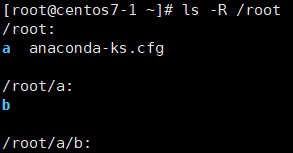 [root@centos7-1 ~]# ls -R /root
/root:
a  anaconda-ks.cfg

/root/a:
b

/root/a/b: